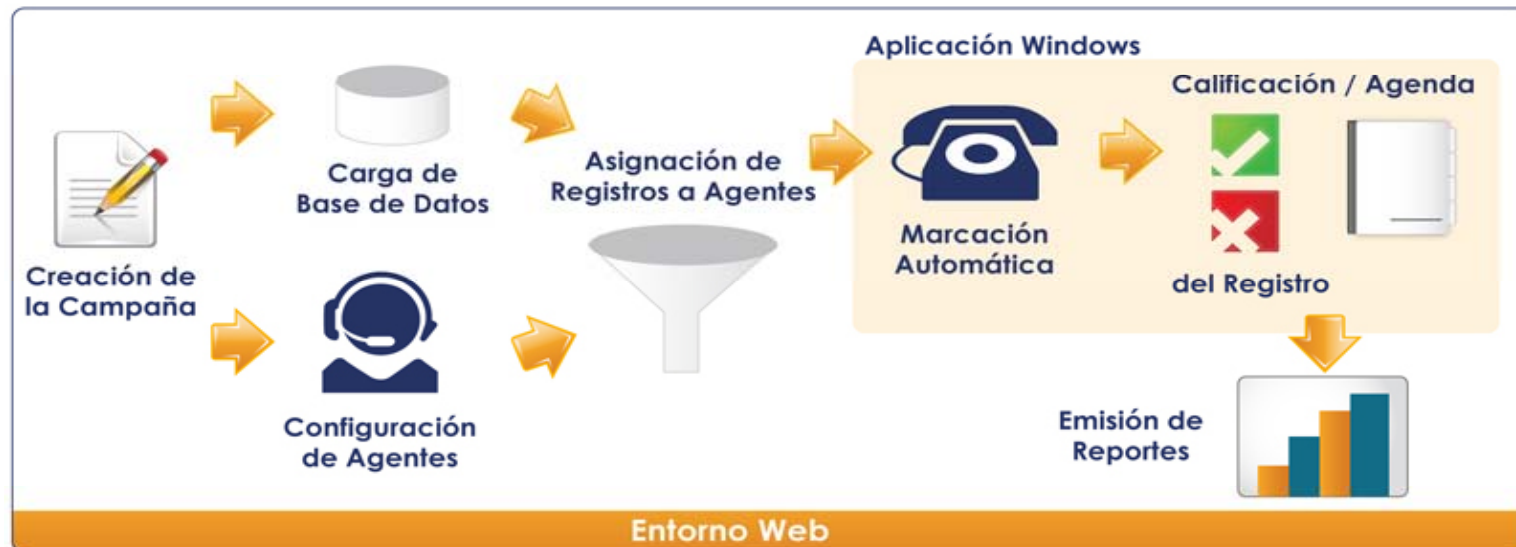 Creación de
la Campaña
Carga de
Base de Datos
Configuración
de Agentes
Asignación de
Registros a Agentes
Aplicación Windows
Marcación
Automática
Calificación / Agenda
del Registro
Emisión de
Reportes
Entorno Web